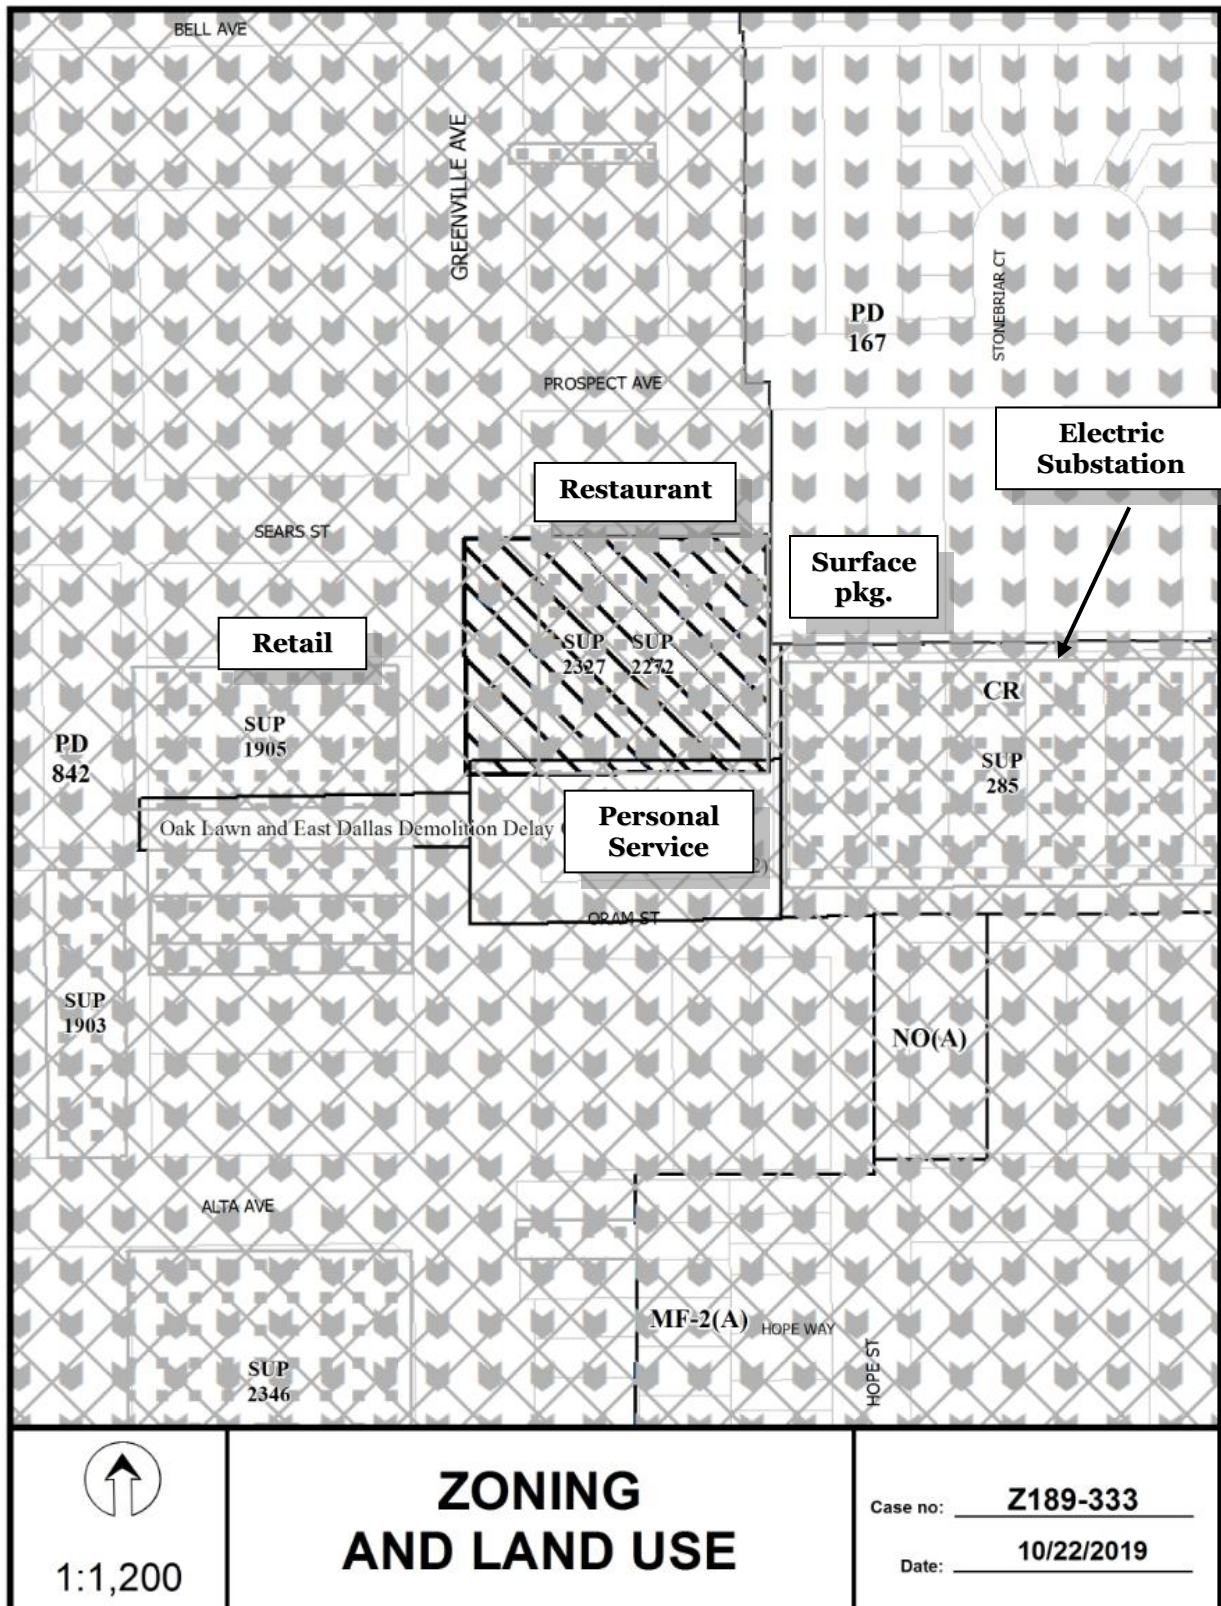 BELL AVE
GREENVILLE AVE
STONEBRIAR CT
PD
167
PROSPECT AVE
Electric
Substation
Restaurant
SEARS ST
Surface
pkg.
Retail
SUP
2327
SUP
2272
CR
SUP
1905
PD
842
SUP
285
Oak Lawn and East Dallas Demolition Delay
Personal
Service
2)
ORAM ST
SUP
1903
NO(A)
ALTA AVE
MF-2(A)
HOPE WAY
HOPE ST
SUP
2346
1:1,200
ZONING
AND LAND USE
Case no: Z189-333
Date: 10/22/2019